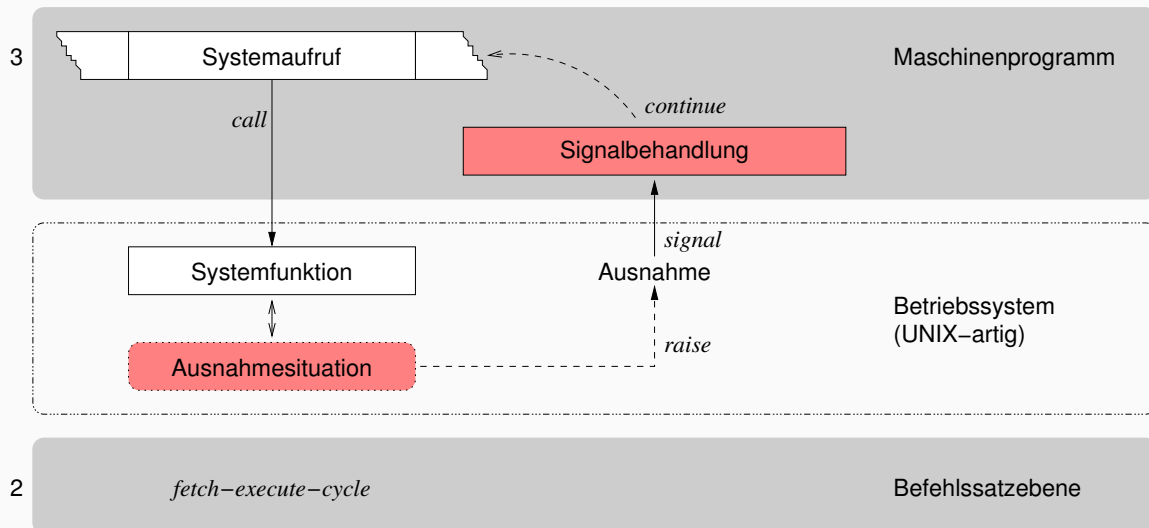 3
Systemaufruf
Maschinenprogramm
call
continue
Signalbehandlung
signal
Systemfunktion
Ausnahme
Betriebssystem
(UNIX−artig)
raise
Ausnahmesituation
2
fetch−execute−cycle
Befehlssatzebene